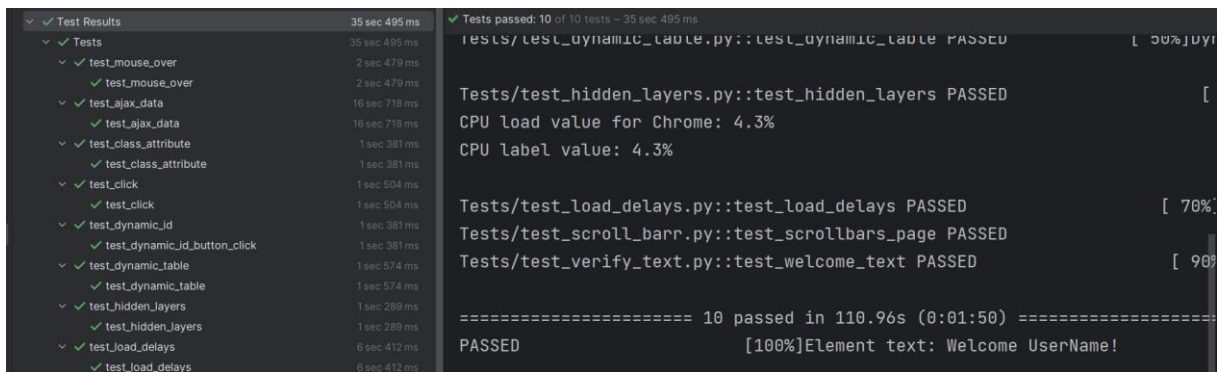 Test Results 35 sec 495 ms
Tests 35 sec 495 ms
test_mouse_over 2 sec 479 ms
test_mouse_over 2 sec 479 ms
test_ajax_data 16 sec 718 ms
test_ajax_data 16 sec 718 ms
test_class_attribute 1 sec 381 ms
test_class_attribute 1 sec 381 ms
test_click 1 sec 504 ms
test_click 1 sec 504 ms
test_dynamic_id 1 sec 381 ms
test_dynamic_id_button_click 1 sec 381 ms
test_dynamic_table 1 sec 574 ms
test_dynamic_table 1 sec 574 ms
test_hidden_layers 1 sec 289 ms
test_hidden_layers 1 sec 289 ms
test_load_delays 6 sec 412 ms
test_load_delays 6 sec 412 ms
Tests passed: 10 of 10 tests – 35 sec 495 ms
Tests/test_dynamic_table.py::test_dynamic_table PASSED [ 50%]Dyn
Tests/test_hidden_layers.py::test_hidden_layers PASSED [
CPU load value for Chrome: 4.3%
CPU label value: 4.3%
Tests/test_load_delays.py::test_load_delays PASSED [ 70%]
Tests/test_scroll_barr.py::test_scrollbars_page PASSED
Tests/test_verify_text.py::test_welcome_text PASSED [ 90%
======================= 10 passed in 110.96s (0:01:50) ====================
PASSED [100%]Element text: Welcome UserName!